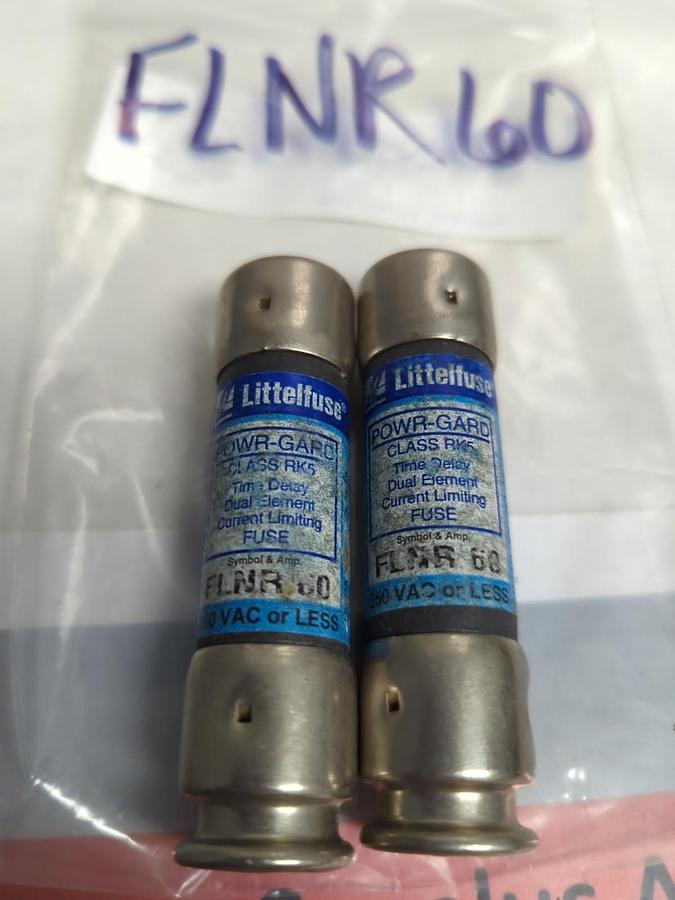 FLNR60
Littelfuse®
POWR-GARD
CLASS RK5
Time Delay
Dual Element
Current Limiting
FUSE
Symbol & Amp.
FLNR
VAC or LESS
Littelfuse®
POWR-GARD
CLASS RK5
Time Delay
Dual Element
Current Limiting
FUSE
Symbol & Amp.
FLNR 60
250 VAC or LESS